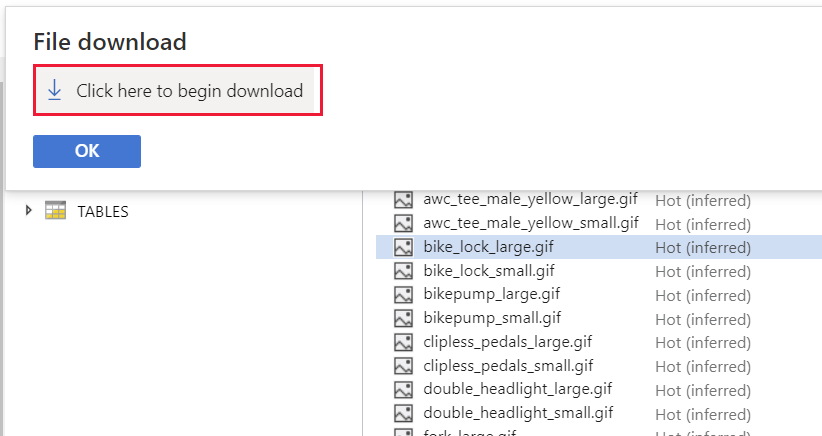 File download
Click here to begin download
OK
TABLES
awc_tee_male_yellow_large.gif Hot (inferred)
awc_tee_male_yellow_small.gif Hot (inferred)
bike_lock_large.gif Hot (inferred)
bike_lock_small.gif Hot (inferred)
bikepump_large.gif Hot (inferred)
bikepump_small.gif Hot (inferred)
clipless_pedals_large.gif Hot (inferred)
clipless_pedals_small.gif Hot (inferred)
double_headlight_large.gif Hot (inferred)
double_headlight_small.gif Hot (inferred)
fork_large.gif